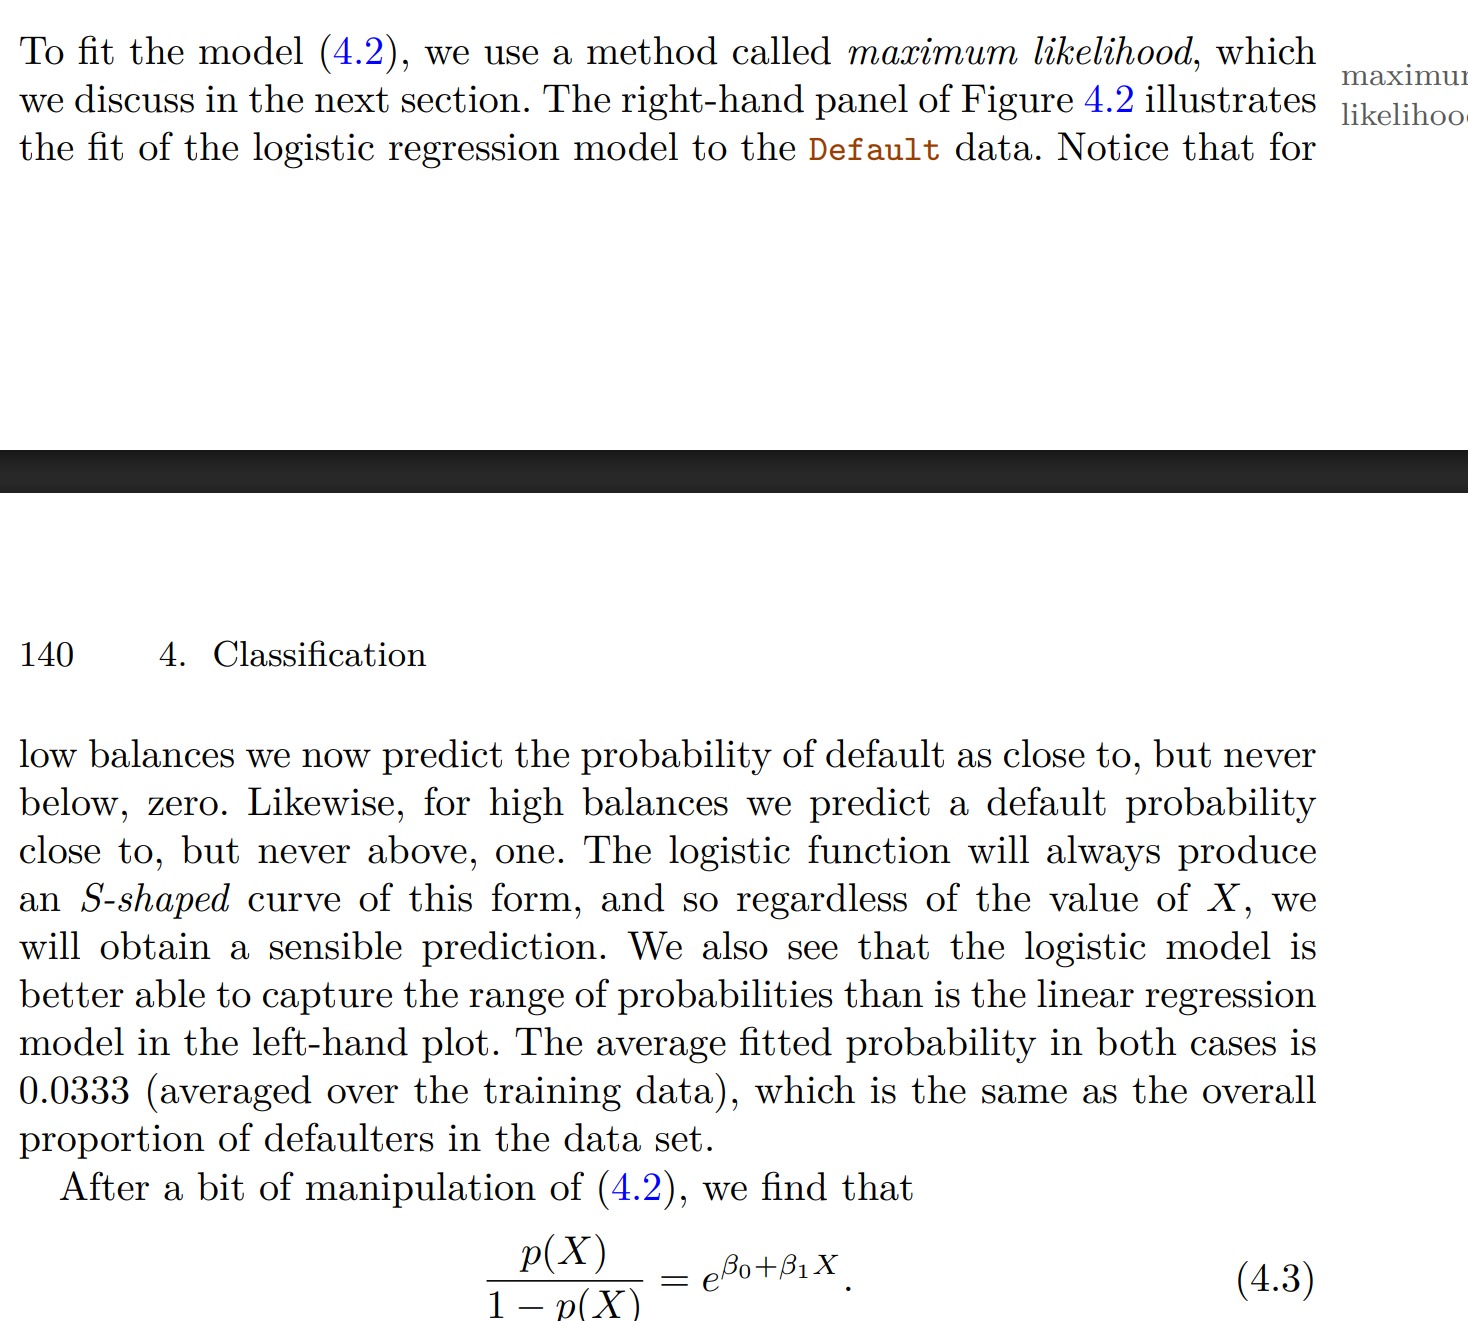 To fit the model (4.2), we use a method called maximum likelihood, which
we discuss in the next section. The right-hand panel of Figure 4.2 illustrates
the fit of the logistic regression model to the Default data. Notice that for
140 4. Classification
low balances we now predict the probability of default as close to, but never
below, zero. Likewise, for high balances we predict a default probability
close to, but never above, one. The logistic function will always produce
an S-shaped curve of this form, and so regardless of the value of X, we
will obtain a sensible prediction. We also see that the logistic model is
better able to capture the range of probabilities than is the linear regression
model in the left-hand plot. The average fitted probability in both cases is
0.0333 (averaged over the training data), which is the same as the overall
proportion of defaulters in the data set.
After a bit of manipulation of (4.2), we find that
p(X) / (1 − p(X)) = e^{β₀+β₁X}. (4.3)